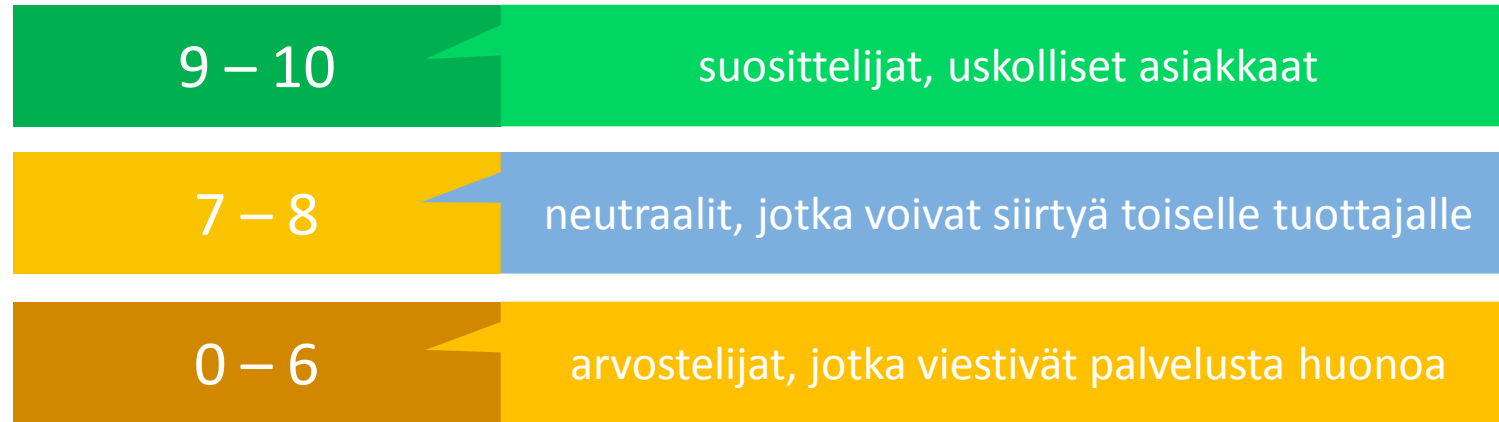 9 – 10
suosittelijat, uskolliset asiakkaat
7 – 8
neutraalit, jotka voivat siirtyä toiselle tuottajalle
0 – 6
arvostelijat, jotka viestivät palvelusta huonoa